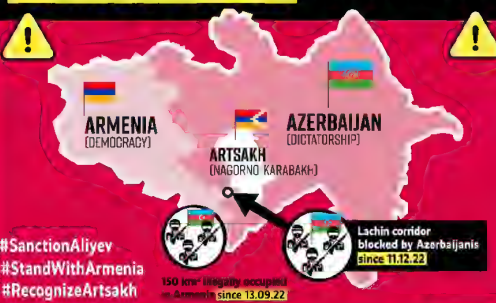 ARMENIA
(DEMOCRACY)
AZERBAIJAN
(DICTATORSHIP)
ARTSAKH
(NAGORNO KARABAKH)
Lachin corridor
blocked by Azerbaijanis
since 11.12.22
#SanctionAliyev
#StandWithArmenia
#RecognizeArtsakh
150 km² illegally occupied
in Armenia since 13.09.22